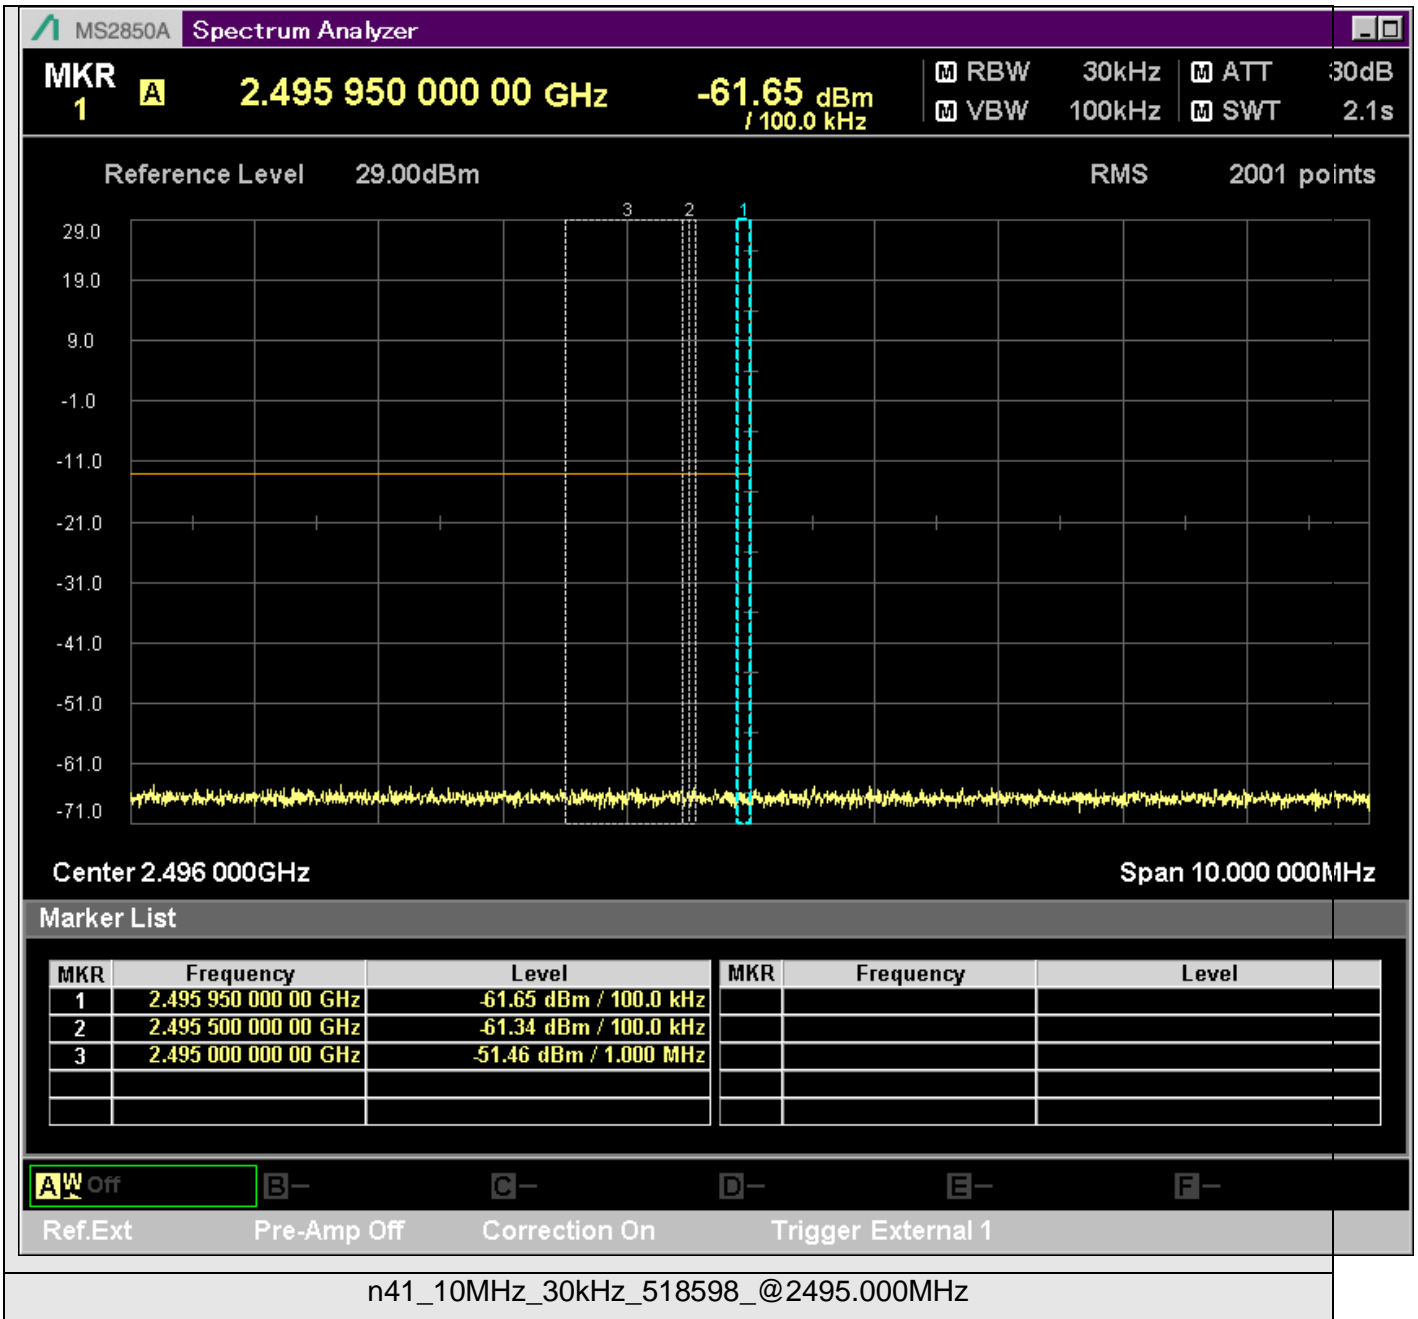 MS2850A Spectrum Analyzer
MKR 1 A 2.495 950 000 00 GHz -61.65 dBm / 100.0 kHz
M RBW 30kHz M ATT 30dB
M VBW 100kHz M SWT 2.1s
Reference Level 29.00dBm RMS 2001 points
3 2 1
29.0
19.0
9.0
-1.0
-11.0
-21.0
-31.0
-41.0
-51.0
-61.0
-71.0
Center 2.496 000GHz Span 10.000 000MHz
Marker List
MKR Frequency Level MKR Frequency Level
1 2.495 950 000 00 GHz -61.65 dBm / 100.0 kHz
2 2.495 500 000 00 GHz -61.34 dBm / 100.0 kHz
3 2.495 000 000 00 GHz -51.46 dBm / 1.000 MHz
A W Off B— C— D— E— F—
Ref.Ext Pre-Amp Off Correction On Trigger External 1
n41_10MHz_30kHz_518598_@2495.000MHz